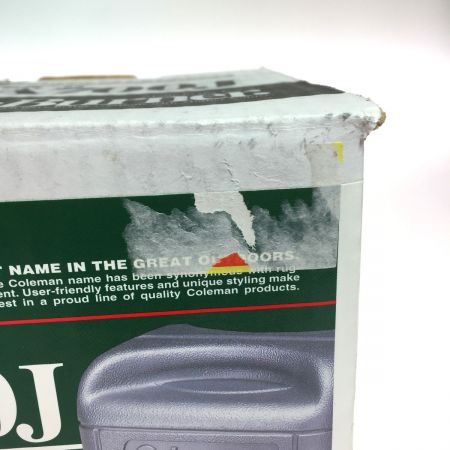 T NAME IN THE GREAT OUTDOORS.
e Coleman name has been synonymous with rug
ent. User-friendly features and unique styling make
est in a proud line of quality Coleman products.
OJ